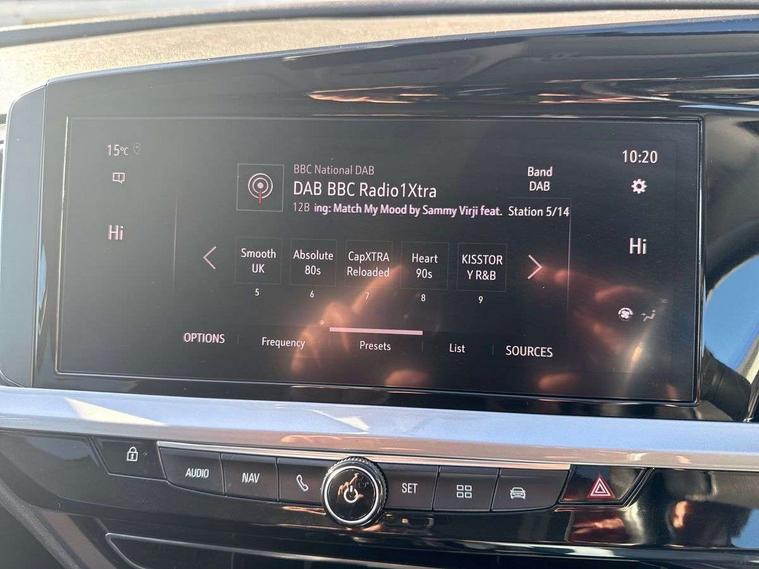 15°C
10:20
BBC National DAB
Band
DAB
DAB BBC Radio1Xtra
12B ing: Match My Mood by Sammy Virji feat. Station 5/14
Hi
Hi
Smooth
UK
Absolute
80s
CapXTRA
Reloaded
Heart
90s
KISSTOR
Y R&B
5
6
7
8
9
OPTIONS
Frequency
Presets
List
SOURCES
AUDIO
NAV
SET